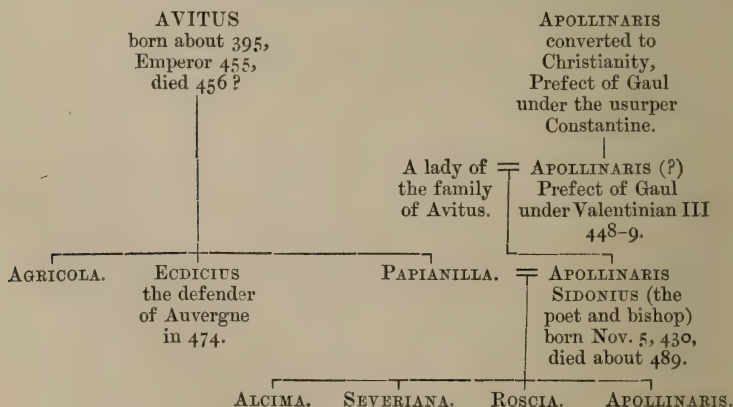 AVITUS
born about 395,
Emperor 455,
died 456?
APOLLINARIS
converted to
Christianity,
Prefect of Gaul
under the usurper
Constantine.
A lady of
the family
of Avitus.
APOLLINARIS (?)
Prefect of Gaul
under Valentinian III
448-9.
AGRICOLA.
ECDICIUS
the defender
of Auvergne
in 474.
PAPIANILLA.
APOLLINARIS
SIDONIUS (the
poet and bishop)
born Nov. 5, 430,
died about 489.
ALCIMA. SEVERIANA. ROSCIA. APOLLINARIS.